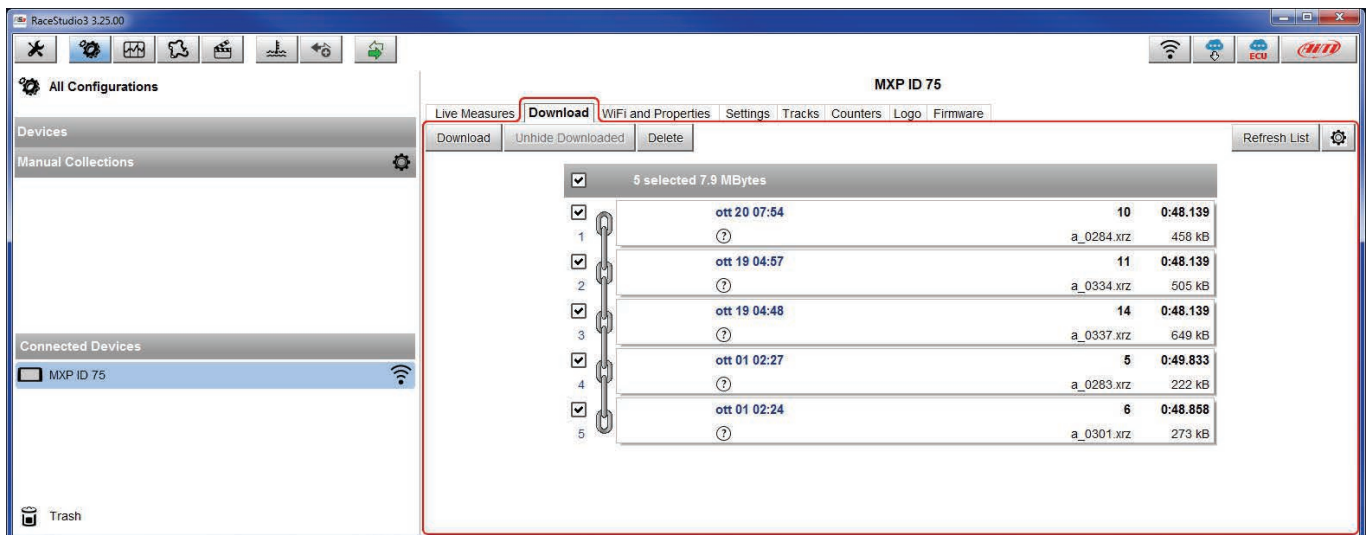 RaceStudio3 3.25.00
ECU
AiM
All Configurations
MXP ID 75
Live Measures Download WiFi and Properties Settings Tracks Counters Logo Firmware
Devices
Download Unhide Downloaded Delete Refresh List
Manual Collections
5 selected 7.9 MBytes
ott 20 07:54 10 0:48.139
1 ? a_0284.xrz 458 kB
ott 19 04:57 11 0:48.139
2 ? a_0334.xrz 505 kB
ott 19 04:48 14 0:48.139
3 ? a_0337.xrz 649 kB
Connected Devices
ott 01 02:27 5 0:49.833
MXP ID 75
4 ? a_0283.xrz 222 kB
ott 01 02:24 6 0:48.858
5 ? a_0301.xrz 273 kB
Trash